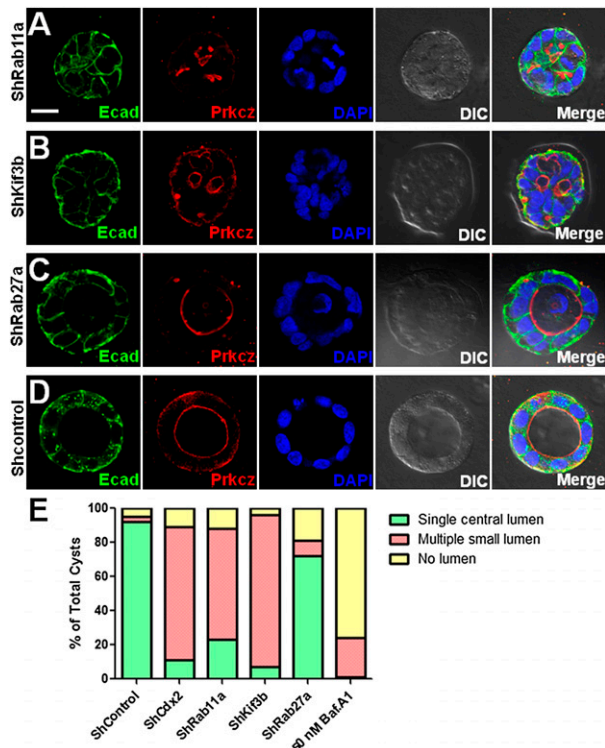 A ShRab11a Ecad Prkcz DAPI DIC Merge
B ShKif3b Ecad Prkcz DAPI DIC Merge
C ShRab27a Ecad Prkcz DAPI DIC Merge
D Shcontrol Ecad Prkcz DAPI DIC Merge
E
% of Total Cysts
100
80
60
40
20
0
ShControl
ShCdx2
ShRab11a
ShKif3b
ShRab27a
nM Baf.A1
Single central lumen
Multiple small lumen
No lumen